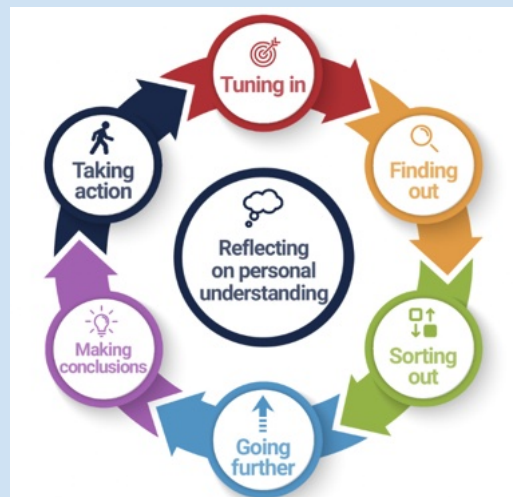 Tuning in
Finding
out
Sorting
out
Going
further
Making
conclusions
Taking
action
Reflecting
on personal
understanding